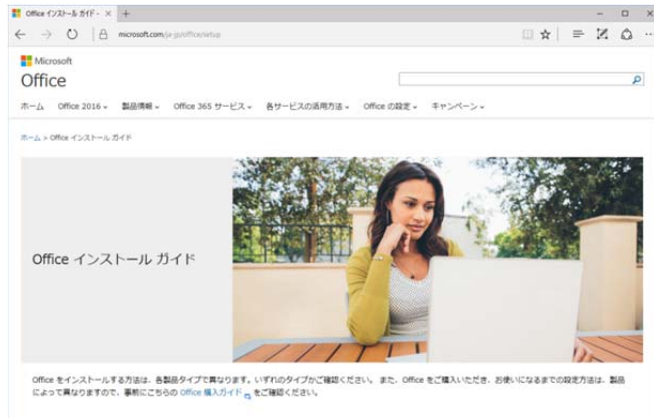 Office インストール ガイド -
microsoft.com/ja-jp/office/setup
Microsoft
Office
ホーム Office 2016 製品情報 Office 365 サービス 各サービスの活用方法 Office の設定 キャンペーン
ホーム > Office インストール ガイド
Office インストール ガイド
Office をインストールする方法は、各製品タイプで異なります。いずれのタイプかご確認ください。 また、Office をご購入いただき、お使いになるまでの設定方法は、製品
によって異なりますので、事前にこちらの Office 購入ガイド をご確認ください。